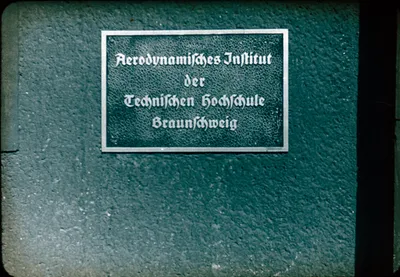 Aerodynamiſches Inſtitut
der
Techniſchen Hochſchule
Braunſchweig